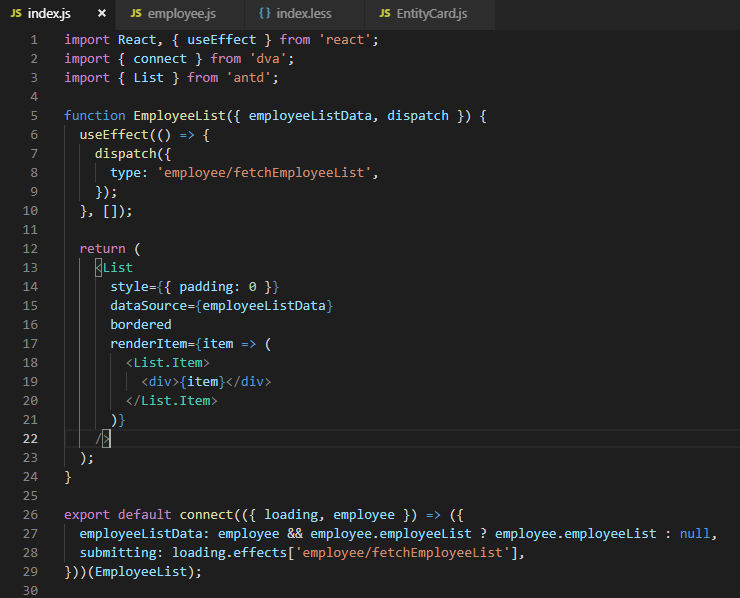 JS index.js × JS employee.js {} index.less JS EntityCard.js
1 import React, { useEffect } from 'react';
2 import { connect } from 'dva';
3 import { List } from 'antd';
4
5 function EmployeeList({ employeeListData, dispatch }) {
6 useEffect(() => {
7 dispatch({
8 type: 'employee/fetchEmployeeList',
9 });
10 }, []);
11
12 return (
13 <List
14 style={{ padding: 0 }}
15 dataSource={employeeListData}
16 bordered
17 renderItem={item => (
18 <List.Item>
19 <div>{item}</div>
20 </List.Item>
21 )}
22 />
23 );
24 }
25
26 export default connect(({ loading, employee }) => ({
27 employeeListData: employee && employee.employeeList ? employee.employeeList : null,
28 submitting: loading.effects['employee/fetchEmployeeList'],
29 }))(EmployeeList);
30